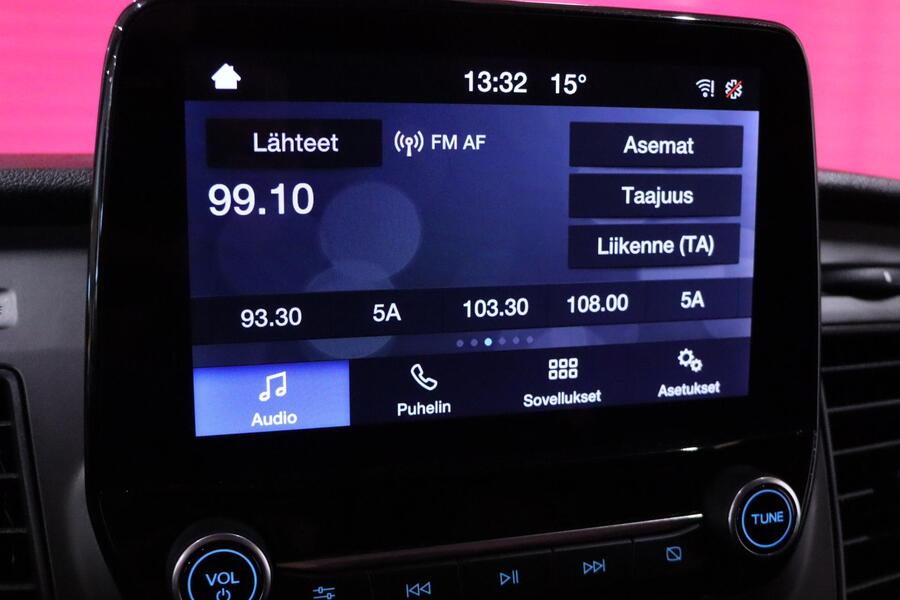 13:32 15°
Lähteet FM AF Asemat
99.10 Taajuus
Liikenne (TA)
93.30 5A 103.30 108.00 5A
Audio Puhelin Sovellukset Asetukset
VOL TUNE